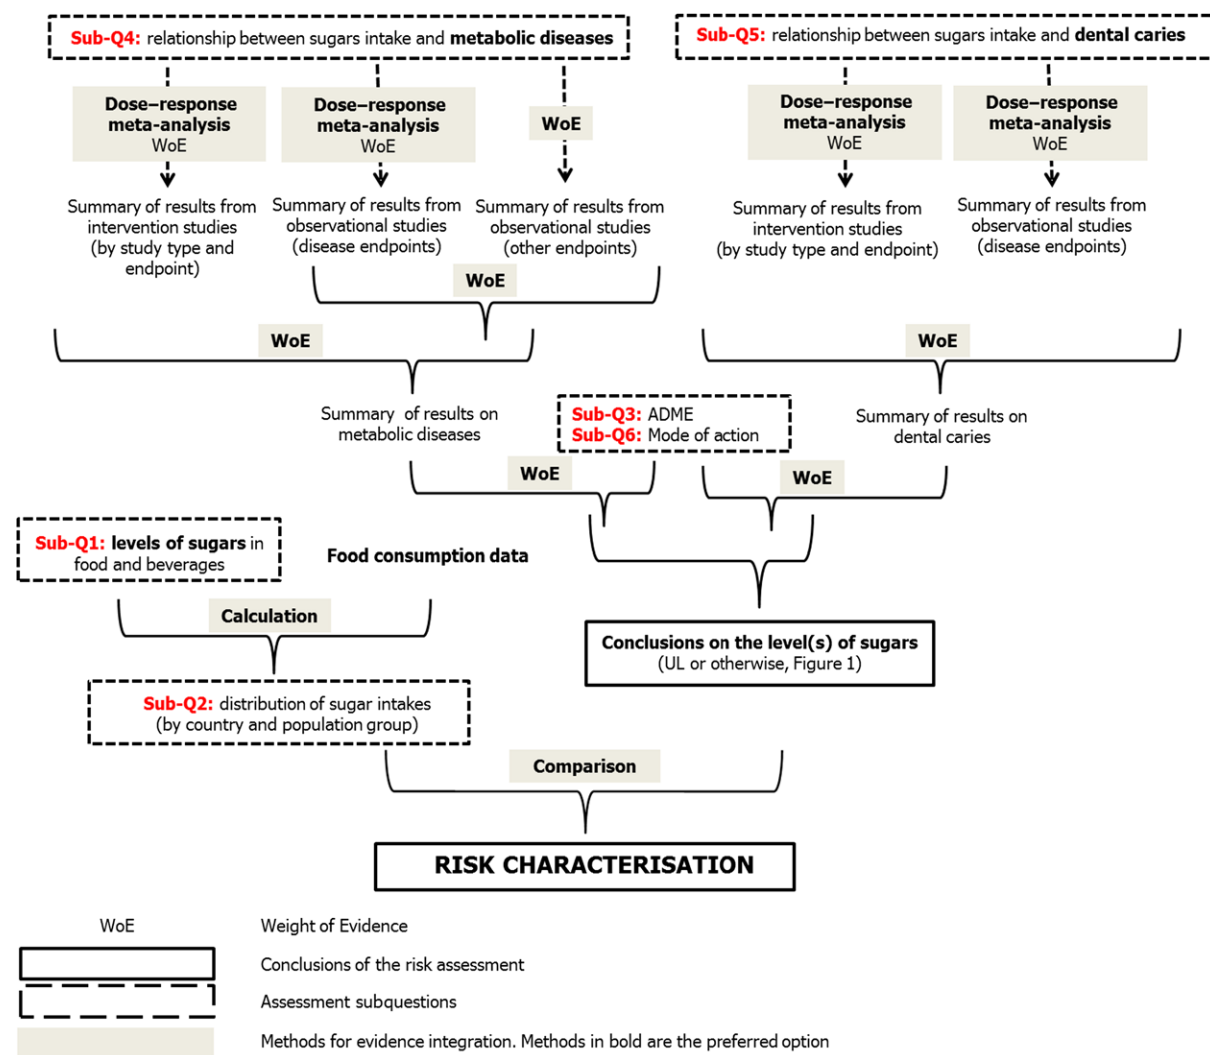 Sub-Q4: relationship between sugars intake and metabolic diseases
Sub-Q5: relationship between sugars intake and dental caries
Dose–response
meta-analysis
WoE
Dose–response
meta-analysis
WoE
WoE
Dose–response
meta-analysis
WoE
Dose–response
meta-analysis
WoE
Summary of results from
intervention studies
(by study type and
endpoint)
Summary of results from
observational studies
(disease endpoints)
Summary of results from
observational studies
(other endpoints)
Summary of results from
intervention studies
(by study type and endpoint)
Summary of results from
observational studies
(disease endpoints)
WoE
WoE
WoE
Summary of results on
metabolic diseases
Sub-Q3: ADME
Sub-Q6: Mode of action
Summary of results on
dental caries
WoE
WoE
Sub-Q1: levels of sugars in
food and beverages
Food consumption data
Calculation
Conclusions on the level(s) of sugars
(UL or otherwise, Figure 1)
Sub-Q2: distribution of sugar intakes
(by country and population group)
Comparison
RISK CHARACTERISATION
WoE Weight of Evidence
Conclusions of the risk assessment
Assessment subquestions
Methods for evidence integration. Methods in bold are the preferred option